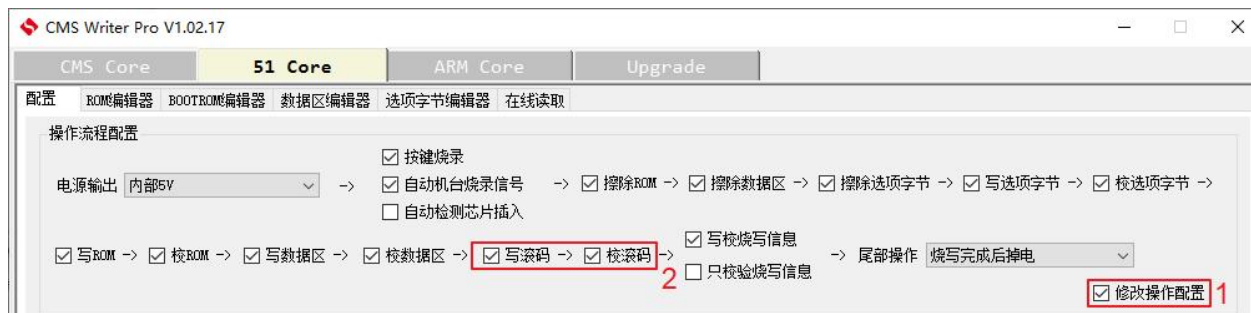 CMS Writer Pro V1.02.17
CMS Core 51 Core ARM Core Upgrade
配置 ROM编辑器 BOOTROM编辑器 数据区编辑器 选项字节编辑器 在线读取
操作流程配置
按键烧录
电源输出 内部5V -> 自动机台烧录信号 -> 擦除ROM -> 擦除数据区 -> 擦除选项字节 -> 写选项字节 -> 校选项字节 ->
自动检测芯片插入
写校烧写信息
写ROM -> 校ROM -> 写数据区 -> 校数据区 -> 写滚码 -> 校滚码 -> -> 尾部操作 烧写完成后掉电
2 只校验烧写信息
修改操作配置 1